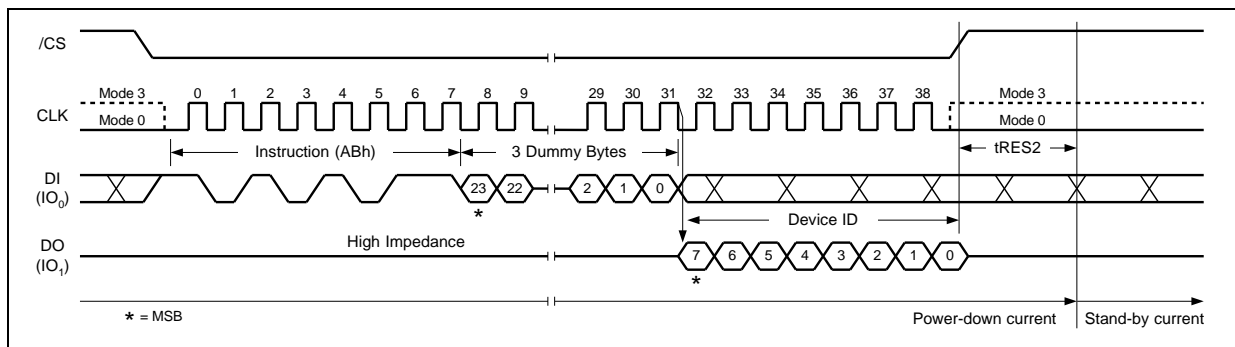 /CS
Mode 3 0 1 2 3 4 5 6 7 8 9 29 30 31 32 33 34 35 36 37 38 Mode 3
CLK
Mode 0 Mode 0
Instruction (ABh) 3 Dummy Bytes tRES2
DI
(IO0)
23 22 2 1 0
*
Device ID
High Impedance
DO
(IO1)
7 6 5 4 3 2 1 0
*
* = MSB
Power-down current Stand-by current